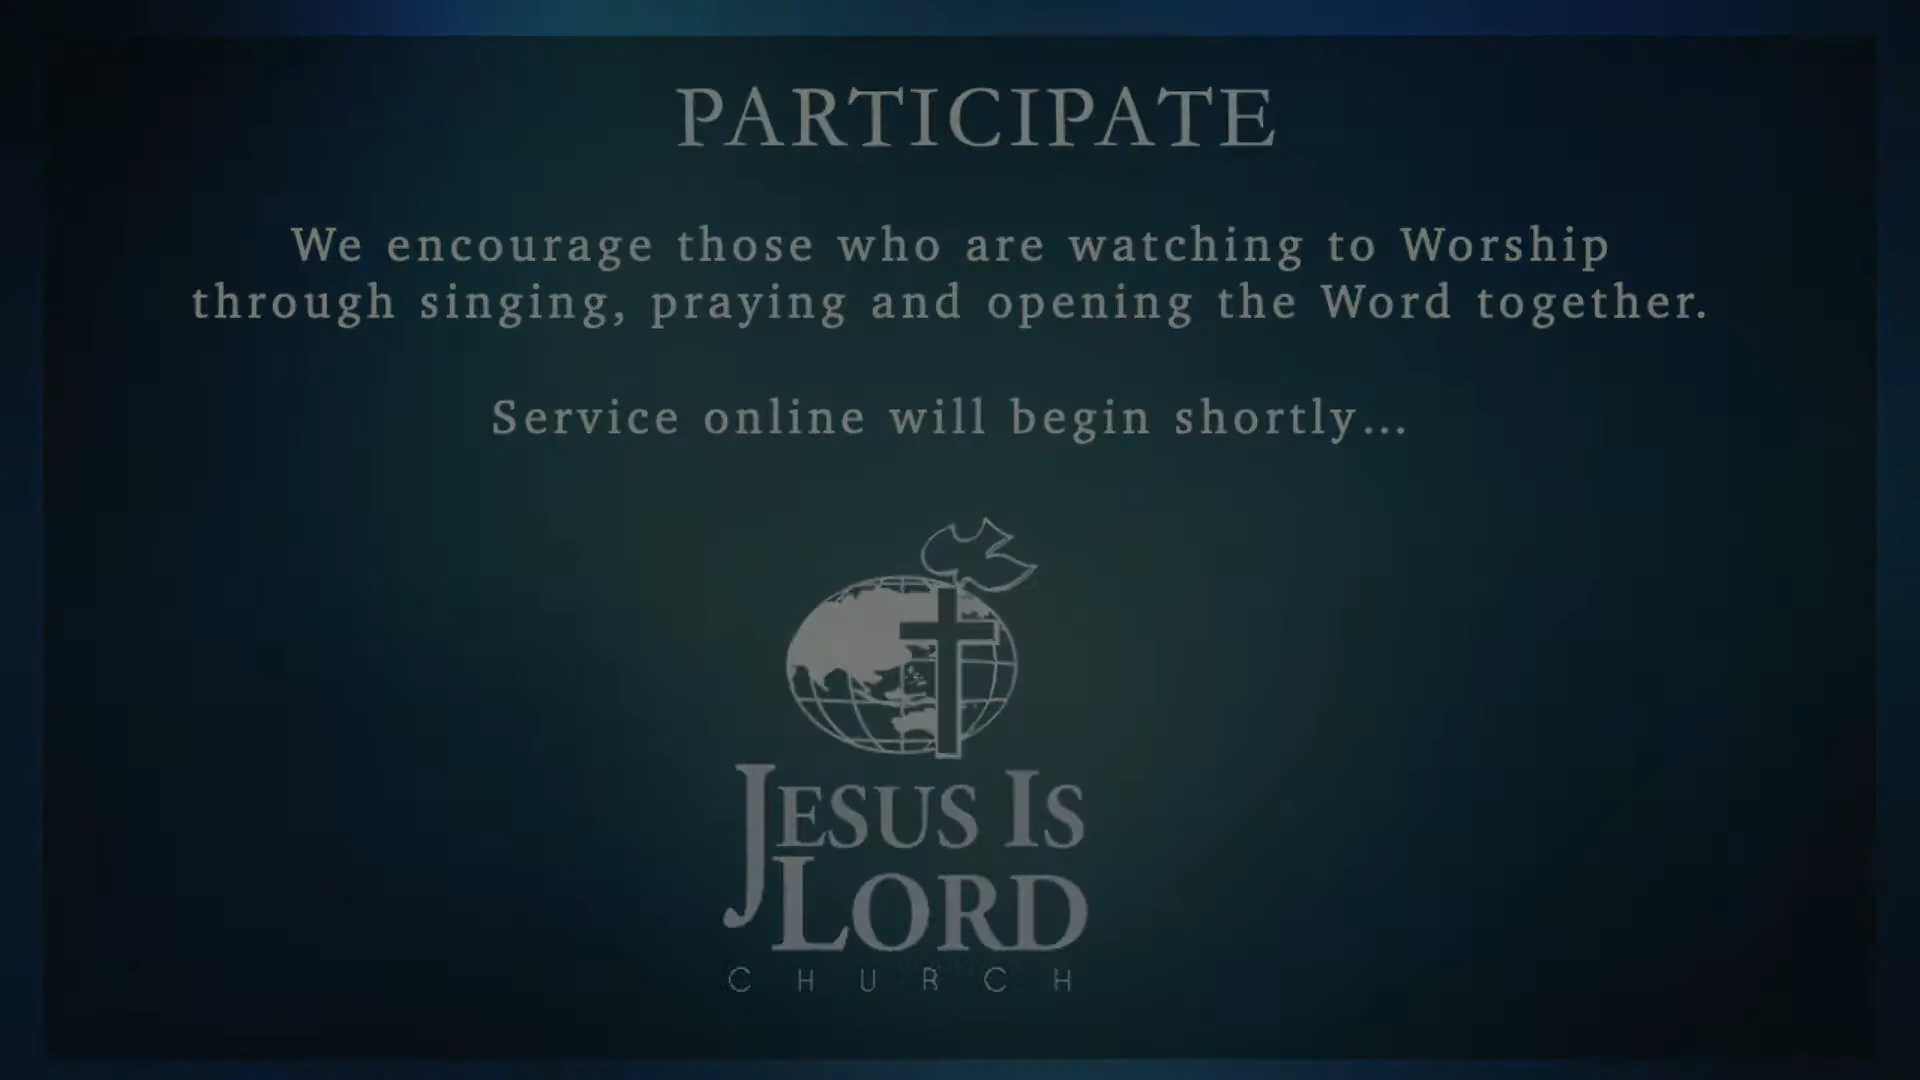 PARTICIPATE
We encourage those who are watching to Worship
through singing, praying and opening the Word together.
Service online will begin shortly...
JESUS IS
LORD
CHURCH